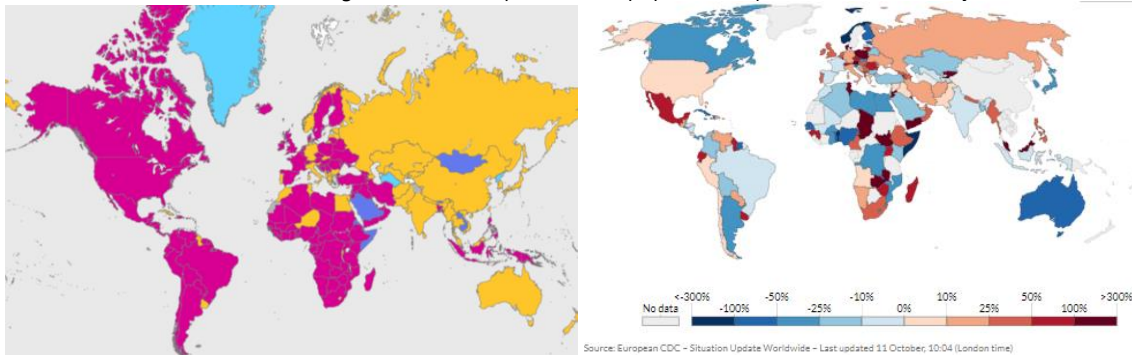 <-300% -50% -10% 10% 50% >300%
No data -100% -25% 0% 25% 100%
Source: European CDC – Situation Update Worldwide – Last updated 11 October, 10:04 (London time)